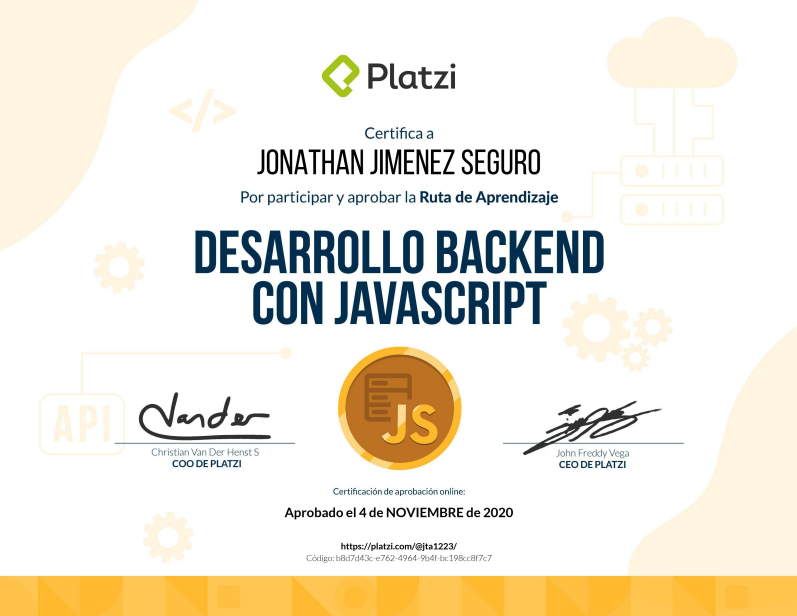 </>
Platzi
Certifica a
JONATHAN JIMENEZ SEGURO
Por participar y aprobar la Ruta de Aprendizaje
DESARROLLO BACKEND
CON JAVASCRIPT
API
JS
Vander
Christian Van Der Henst S
COO DE PLATZI
John Freddy Vega
CEO DE PLATZI
Certificación de aprobación online:
Aprobado el 4 de NOVIEMBRE de 2020
https://platzi.com/@jta1223/
Código: b8d7d43c-e762-4964-9b4f-bc198cc8f7c7